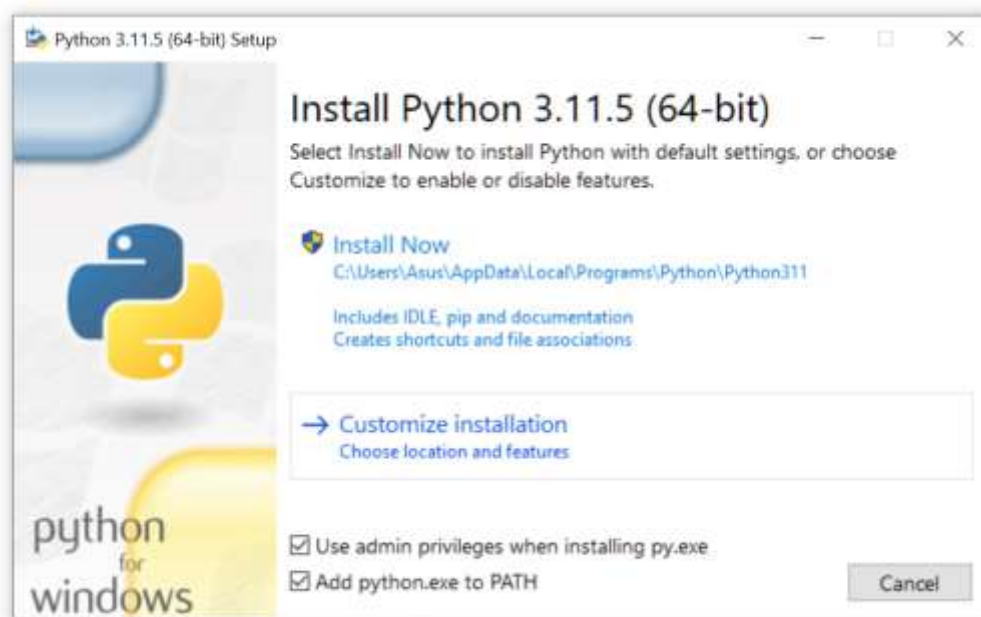 Python 3.11.5 (64-bit) Setup
Install Python 3.11.5 (64-bit)
Select Install Now to install Python with default settings, or choose
Customize to enable or disable features.
Install Now
C:\Users\Asus\AppData\Local\Programs\Python\Python311
Includes IDLE, pip and documentation
Creates shortcuts and file associations
Customize installation
Choose location and features
python
for
windows
Use admin privileges when installing py.exe
Add python.exe to PATH
Cancel